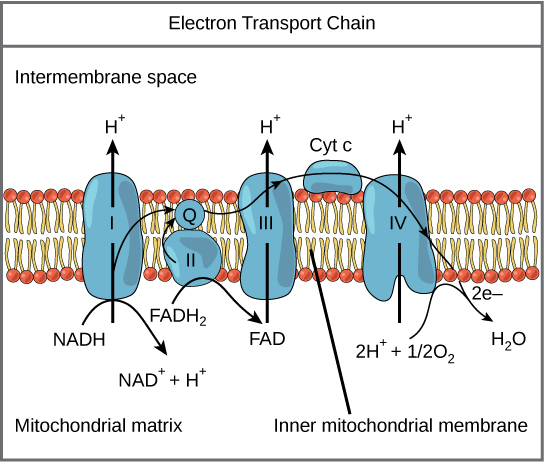 Electron Transport Chain
Intermembrane space
H⁺
H⁺
H⁺
Cyt c
I
Q
II
III
IV
FADH₂
2e–
NADH
FAD
2H⁺ + 1/2O₂
H₂O
NAD⁺ + H⁺
Mitochondrial matrix
Inner mitochondrial membrane